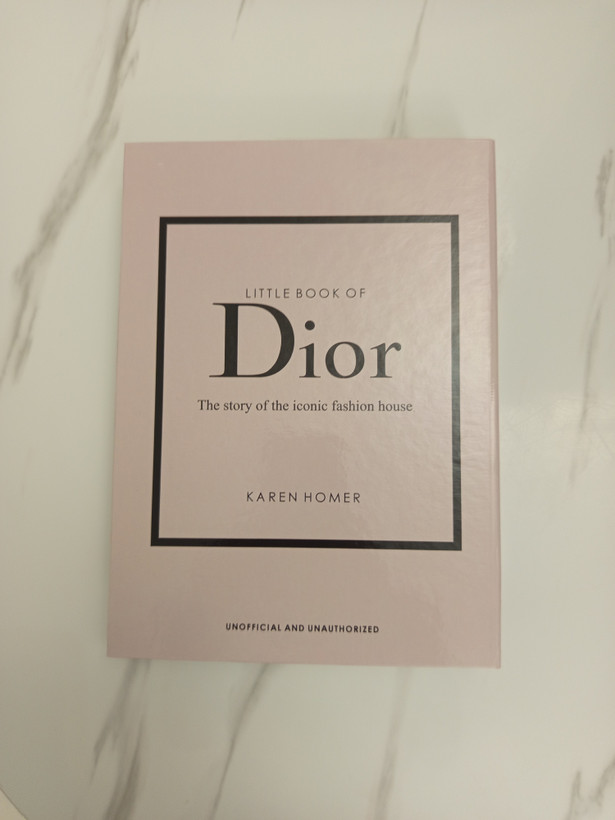 LITTLE BOOK OF
Dior
The story of the iconic fashion house
KAREN HOMER
UNOFFICIAL AND UNAUTHORIZED